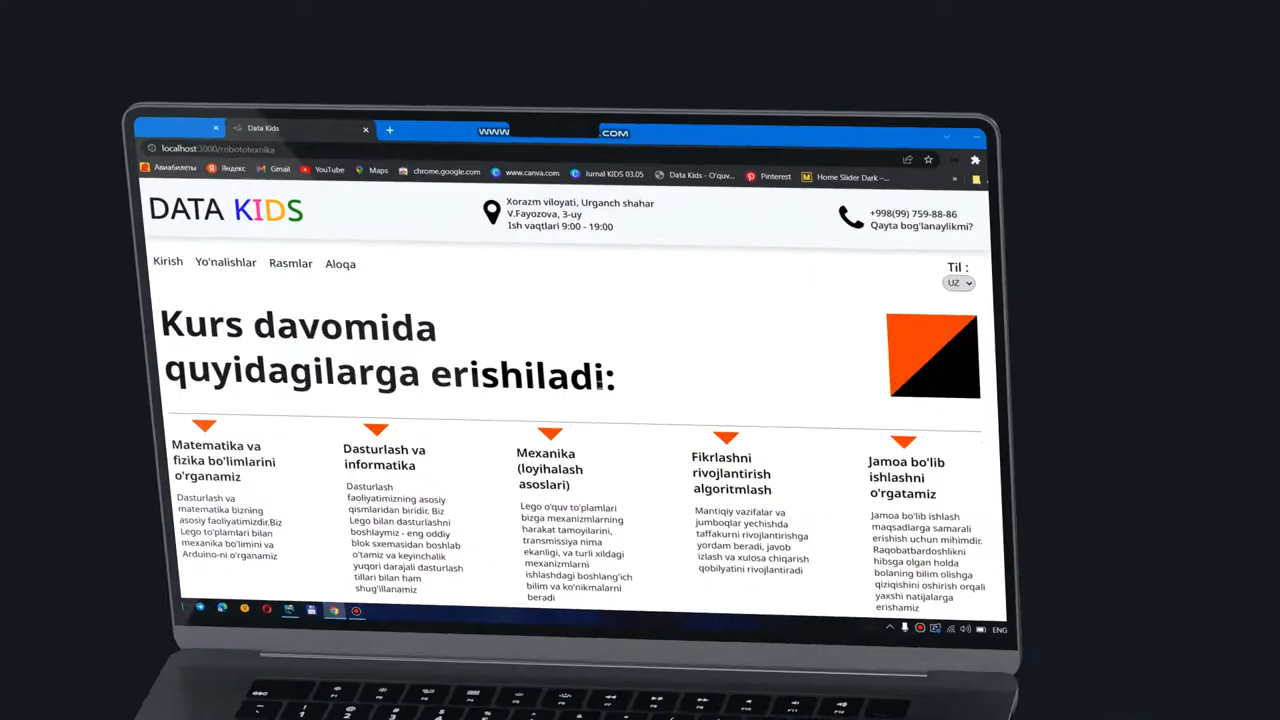 Data Kids
WWW
.COM
localhost:3000/robototexnika
Авиабилеты Яндекс Gmail YouTube Maps chrome.google.com www.canva.com Jurnal KIDS 03.05 Data Kids - O'quv... Pinterest Home Slider Dark –... »
DATA KIDS
Xorazm viloyati, Urganch shahar
V.Fayozova, 3-uy
Ish vaqtlari 9:00 - 19:00
+998(99) 759-88-86
Qayta bog'lanaylikmi?
Kirish Yo'nalishlar Rasmlar Aloqa
Til :
UZ
Kurs davomida
quyidagilarga erishiladi:
Matematika va
fizika bo'limlarini
o'rganamiz
Dasturlash va
matematika bizning
asosiy faoliyatimizdir.Biz
Lego to'plamlari bilan
mexanika bo'limini va
Arduino-ni o'rganamiz
Dasturlash va
informatika
Dasturlash
faoliyatimizning asosiy
qismlaridan biridir. Biz
Lego bilan dasturlashni
boshlaymiz - eng oddiy
blok sxemasidan boshlab
o'tamiz va keyinchalik
yuqori darajali dasturlash
tillari bilan ham
shug'illanamiz
Mexanika
(loyihalash
asoslari)
Lego o'quv to'plamlari
bizga mexanizmlarning
harakat tamoyilarini,
transmissiya nima
ekanligi, va turli xildagi
mexanizmlarni
ishlashdagi boshlang'ich
bilim va ko'nikmalarni
beradi
Fikrlashni
rivojlantirish
algoritmlash
Mantiqiy vazifalar va
jumboqlar yechishda
taffakurni rivojlantirishga
yordam beradi, javob
izlash va xulosa chiqarish
qobilyatini rivojlantiradi
Jamoa bo'lib
ishlashni
o'rgatamiz
Jamoa bo'lib ishlash
maqsadlarga samarali
erishish uchun mihimdir.
Raqobatbardoshlikni
hibsga olgan holda
bolaning bilim olishga
qiziqishini oshirish orqali
yaxshi natijalarga
erishamiz
ENG